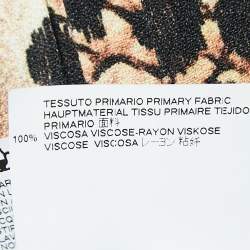 TESSUTO PRIMARIO PRIMARY FABRIC
HAUPTMATERIAL TISSU PRIMAIRE TEJIDO
PRIMARIO 面料
100% VISCOSA VISCOSE-RAYON VISKOSE
VISCOSE VISCOSA レーヨン 粘纤